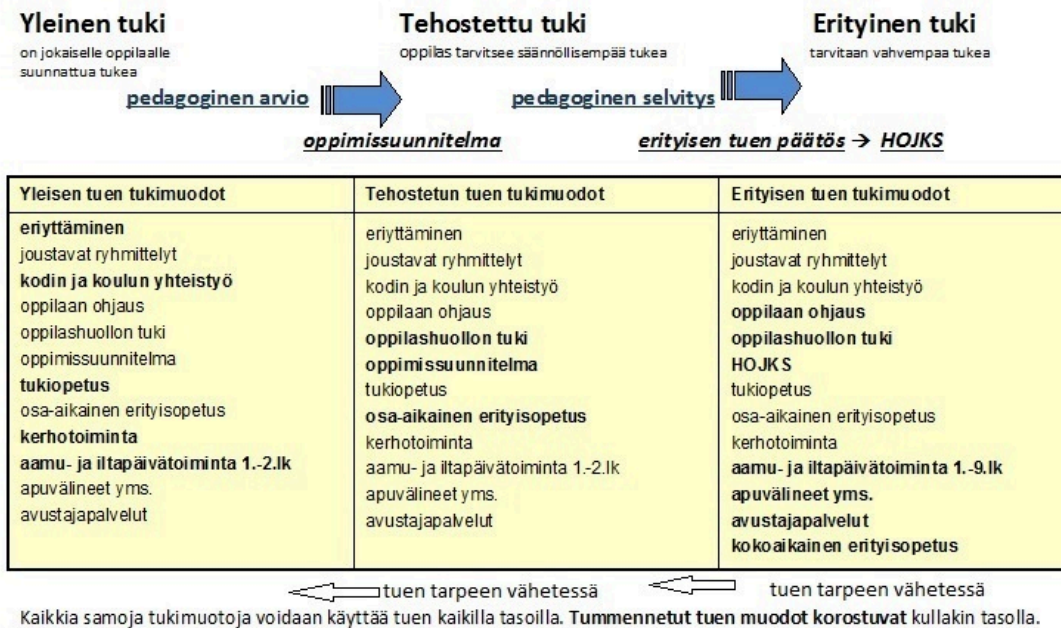 Yleinen tuki
on jokaiselle oppilaalle
suunnattua tukea
Tehostettu tuki
oppilas tarvitsee säännöllisempää tukea
Erityinen tuki
tarvitaan vahvempaa tukea
pedagoginen arvio
pedagoginen selvitys
oppimissuunnitelma
erityisen tuen päätös → HOJKS
Yleisen tuen tukimuodot
eriyttäminen
joustavat ryhmittelyt
kodin ja koulun yhteistyö
oppilaan ohjaus
oppilashuollon tuki
oppimissuunnitelma
tukiopetus
osa-aikainen erityisopetus
kerhotoiminta
aamu- ja iltapäivätoiminta 1.-2.lk
apuvälineet yms.
avustajapalvelut
Tehostetun tuen tukimuodot
eriyttäminen
joustavat ryhmittelyt
kodin ja koulun yhteistyö
oppilaan ohjaus
oppilashuollon tuki
oppimissuunnitelma
tukiopetus
osa-aikainen erityisopetus
kerhotoiminta
aamu- ja iltapäivätoiminta 1.-2.lk
apuvälineet yms.
avustajapalvelut
Erityisen tuen tukimuodot
eriyttäminen
joustavat ryhmittelyt
kodin ja koulun yhteistyö
oppilaan ohjaus
oppilashuollon tuki
HOJKS
tukiopetus
osa-aikainen erityisopetus
kerhotoiminta
aamu- ja iltapäivätoiminta 1.-9.lk
apuvälineet yms.
avustajapalvelut
kokoaikainen erityisopetus
tuen tarpeen vähetessä
tuen tarpeen vähetessä
Kaikkia samoja tukimuotoja voidaan käyttää tuen kaikilla tasoilla. Tummennetut tuen muodot korostuvat kullakin tasolla.